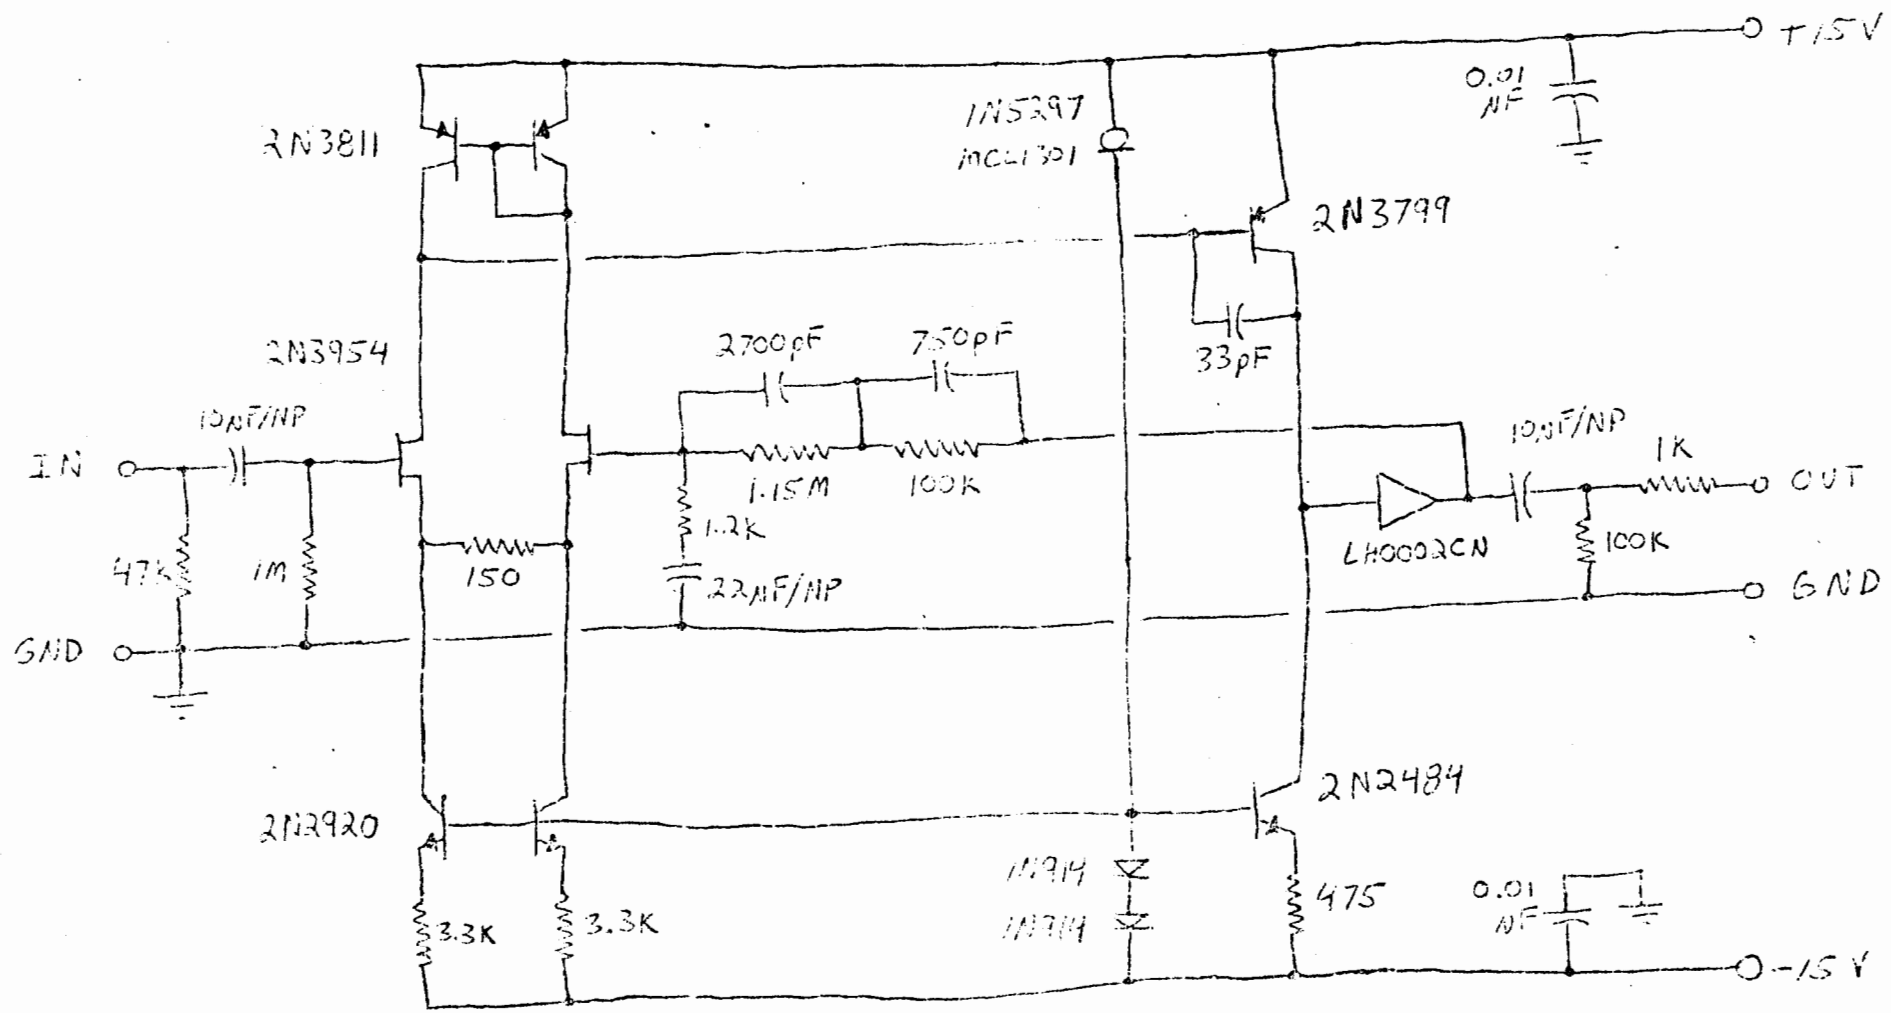 +15V
0.01
µF
1N5297
MCL1301
2N3811
2N3799
2N3954
2700pF
750pF
33pF
10µF/NP
10µF/NP
1K
IN
OUT
1.15M
100K
1.2K
LH0002CN
100K
47K
1M
150
22µF/NP
GND
GND
2N2484
2N2920
1N914
475
0.01
µF
3.3K
3.3K
1N914
-15V